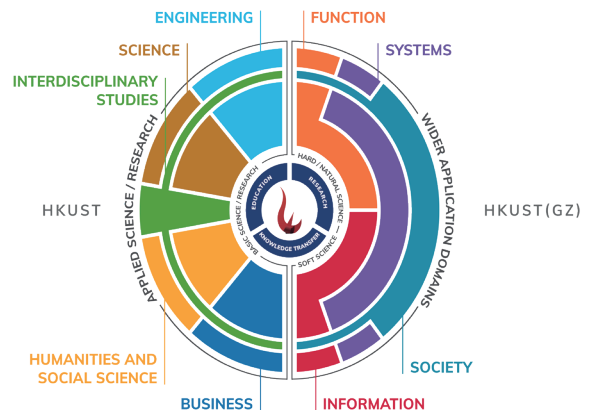 ENGINEERING
FUNCTION
SCIENCE
SYSTEMS
INTERDISCIPLINARY
STUDIES
APPLIED SCIENCE / RESEARCH
WIDER APPLICATION DOMAINS
BASIC SCIENCE / RESEARCH
HARD / NATURAL SCIENCE
SOFT SCIENCE
EDUCATION
RESEARCH
KNOWLEDGE TRANSFER
HKUST
HKUST(GZ)
HUMANITIES AND
SOCIAL SCIENCE
SOCIETY
BUSINESS
INFORMATION